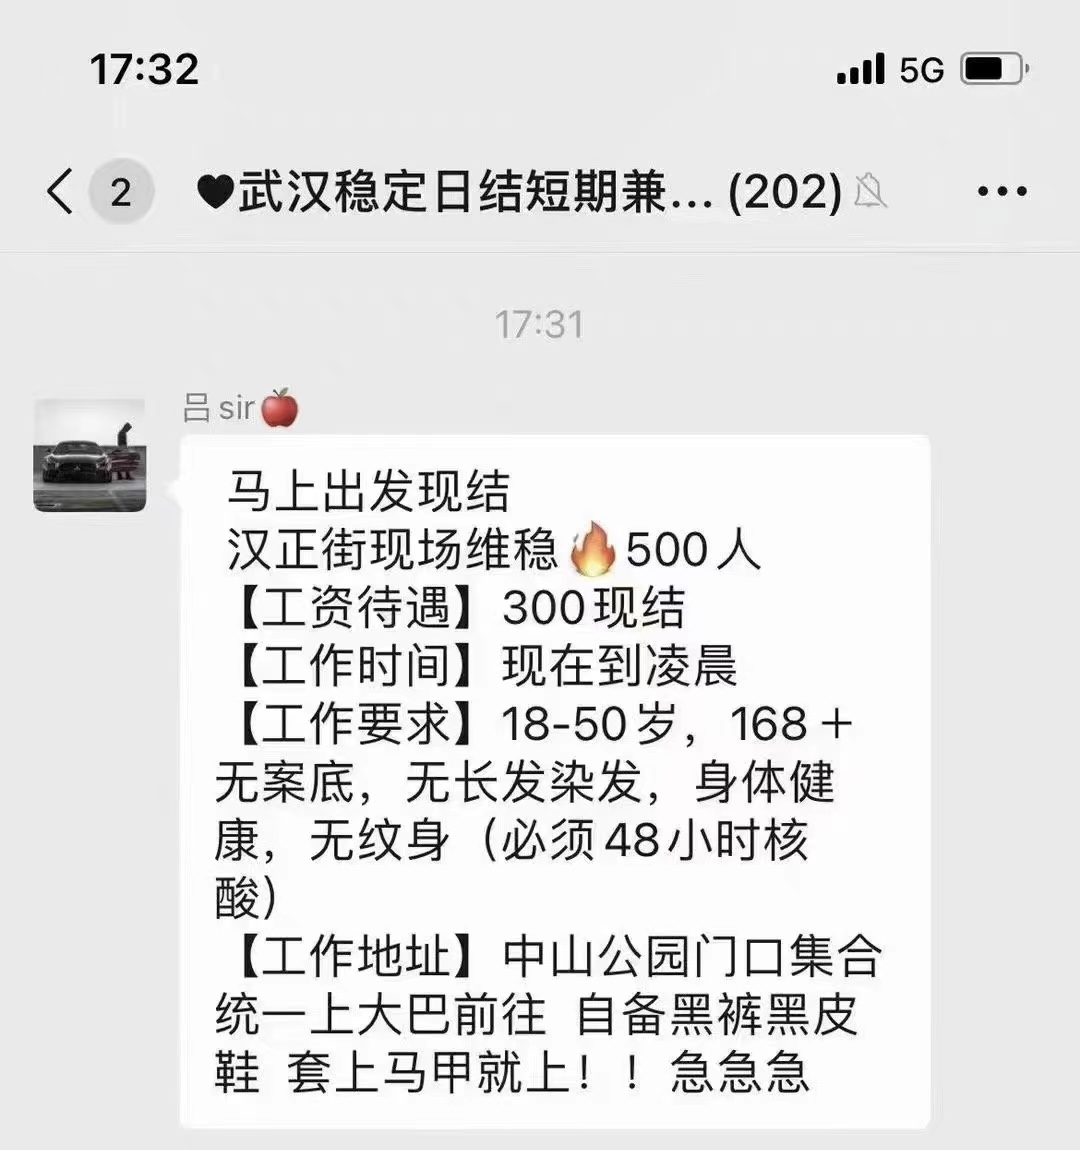 17:32
5G
2
🖤武汉稳定日结短期兼... (202)
17:31
吕sir🍎
马上出发现结
汉正街现场维稳🔥500人
【工资待遇】300现结
【工作时间】现在到凌晨
【工作要求】18-50岁，168＋
无案底，无长发染发，身体健
康，无纹身（必须48小时核
酸）
【工作地址】中山公园门口集合
统一上大巴前往 自备黑裤黑皮
鞋 套上马甲就上！！急急急